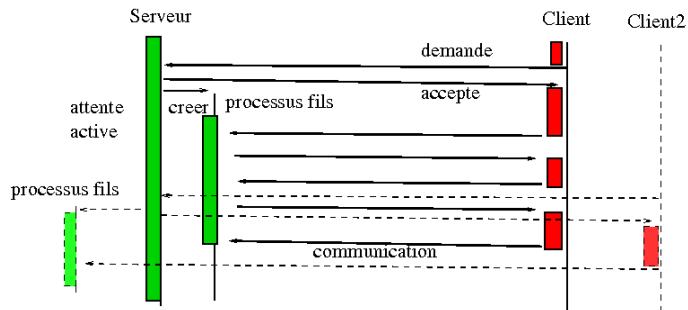 Serveur
Client
Client2
demande
accepte
attente
active
creer
processus fils
processus fils
communication